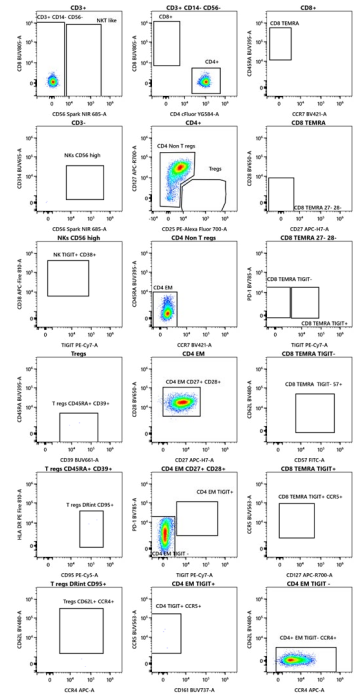 CD3+
CD3+ CD14- CD56-
NKT like
CD8 BUV805-A
CD56 Spark NIR 685-A
CD3+ CD14- CD56-
CD8+
CD4+
CD8 BUV805-A
CD4 cFluor YG584-A
CD8+
CD8 TEMRA
CD45RA BUV395-A
CCR7 BV421-A
CD3-
NKs CD56 high
CD56 Spark NIR 685-A
CD4+
CD4 Non T regs
Tregs
CD127 APC R700-A
CD25 PE-Alexa Fluor 700-A
CD8 TEMRA
CD8 TEMRA 27- 28-
CD28 BV650-A
CD27 APC-H7-A
NKs CD56 high
NK TIGIT+ CD38+
CD38 APC-Fire 810-A
TIGIT PE-Cy7-A
CD4 Non T regs
CD4 EM
CD45RA BUV395-A
CCR7 BV421-A
CD8 TEMRA 27- 28-
CD8 TEMRA TIGIT-
CD8 TEMRA TIGIT+
PD-1 BV785-A
TIGIT PE-Cy7-A
Tregs
T regs CD45RA+ CD39+
CD45RA BUV395-A
CD39 BUV661-A
CD4 EM
CD4 EM CD27+ CD28+
CD28 BV650-A
CD27 APC-H7-A
CD8 TEMRA TIGIT-
CD8 TEMRA TIGIT- 57+
CD62L BV480-A
CD57 FITC-A
T regs CD45RA+ CD39+
T regs DRint CD95+
HLA DR PE Fire 810-A
CD95 PE-Cy5-A
CD4 EM CD27+ CD28+
CD4 EM TIGIT+
CD4 EM TIGIT -
PD-1 BV785-A
TIGIT PE-Cy7-A
CD8 TEMRA TIGIT+
CD8 TEMRA TIGIT+ CCR5+
CCR5 BUV563-A
CD127 APC-R700-A
T regs DRint CD95+
Tregs CD62L+ CCR4+
CD62L BV480-A
CCR4 APC-A
CD4 EM TIGIT+
CD4 TIGIT+ CCR5+
CCR5 BUV563-A
CD161 BUV737-A
CD4 EM TIGIT -
CD4+ EM TIGIT- CCR4+
CD62L BV480-A
CCR4 APC-A